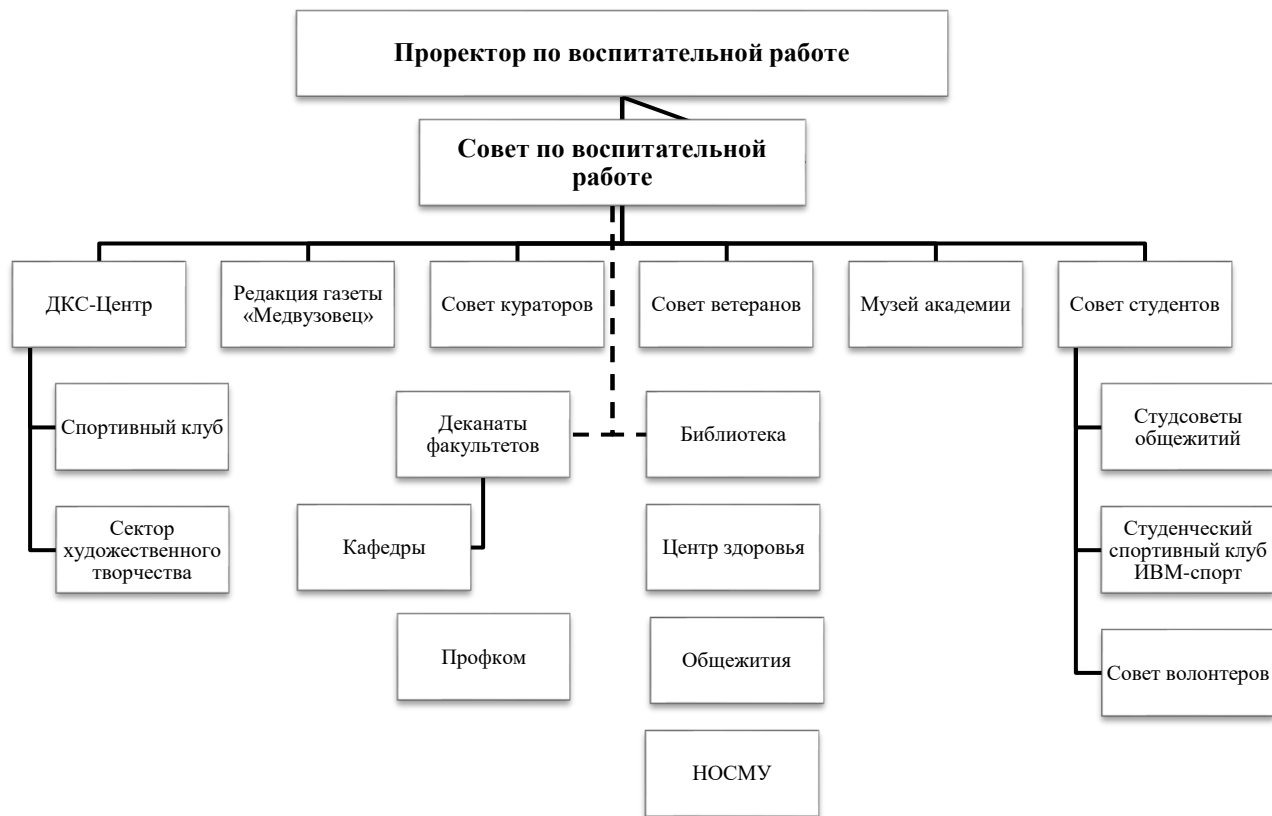 Проректор по воспитательной работе
Совет по воспитательной
работе
ДКС-Центр
Редакция газеты
«Медвузовец»
Совет кураторов
Совет ветеранов
Музей академии
Совет студентов
Спортивный клуб
Деканаты
факультетов
Библиотека
Студсоветы
общежитий
Сектор
художественного
творчества
Кафедры
Центр здоровья
Студенческий
спортивный клуб
ИВМ-спорт
Профком
Общежития
Совет волонтеров
НОСМУ